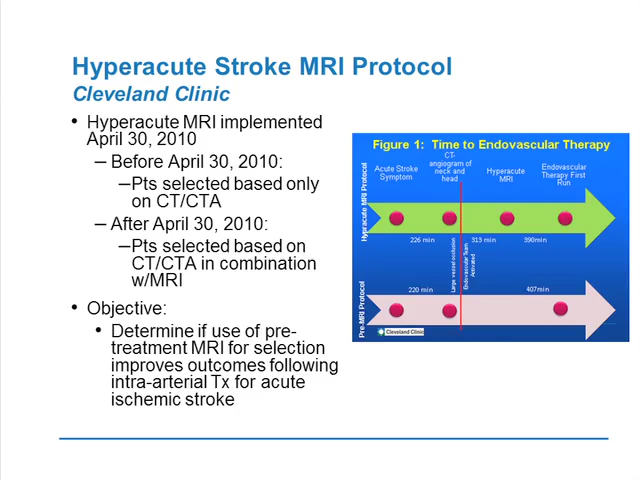 Hyperacute Stroke MRI Protocol
Cleveland Clinic
• Hyperacute MRI implemented
April 30, 2010
– Before April 30, 2010:
–Pts selected based only
on CT/CTA
– After April 30, 2010:
–Pts selected based on
CT/CTA in combination
w/MRI
• Objective:
• Determine if use of pre-
treatment MRI for selection
improves outcomes following
intra-arterial Tx for acute
ischemic stroke
Figure 1: Time to Endovascular Therapy
Acute Stroke
Symptom
CT-
angiogram of
neck and
head
Hyperacute
MRI
Endovascular
Therapy First
Run
Hypracute MRI Protocol
226 min
313 min
390min
Large vessel occlusion
Endovascular Team
Activated
Pre-MRI Protocol
220 min
407min
Cleveland Clinic